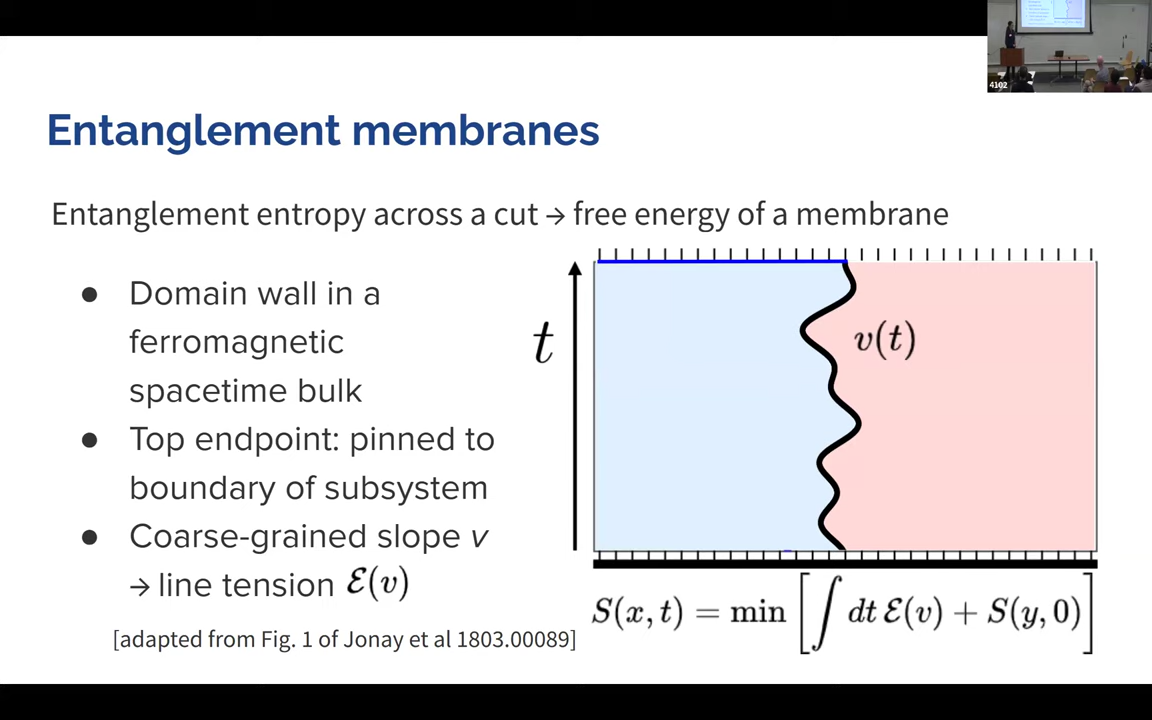 4102
Entanglement membranes
Entanglement entropy across a cut → free energy of a membrane
● Domain wall in a
ferromagnetic
spacetime bulk
● Top endpoint: pinned to
boundary of subsystem
● Coarse-grained slope v
→ line tension ℰ(v)
[adapted from Fig. 1 of Jonay et al 1803.00089]
t
v(t)
S(x, t) = min [∫ dt ℰ(v) + S(y, 0)]